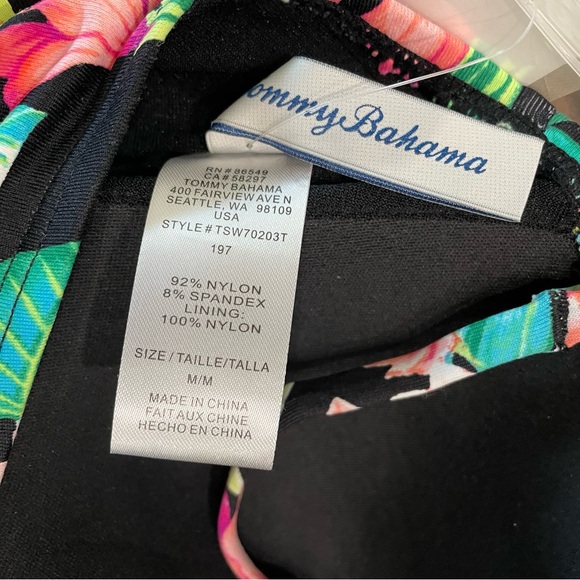 Tommy Bahama
RN# 86549
CA# 58297
TOMMY BAHAMA
400 FAIRVIEW AVE N
SEATTLE, WA 98109
USA
STYLE# TSW70203T
197
92% NYLON
8% SPANDEX
LINING:
100% NYLON
SIZE / TAILLE/TALLA
M/M
MADE IN CHINA
FAIT AUX CHINE
HECHO EN CHINA